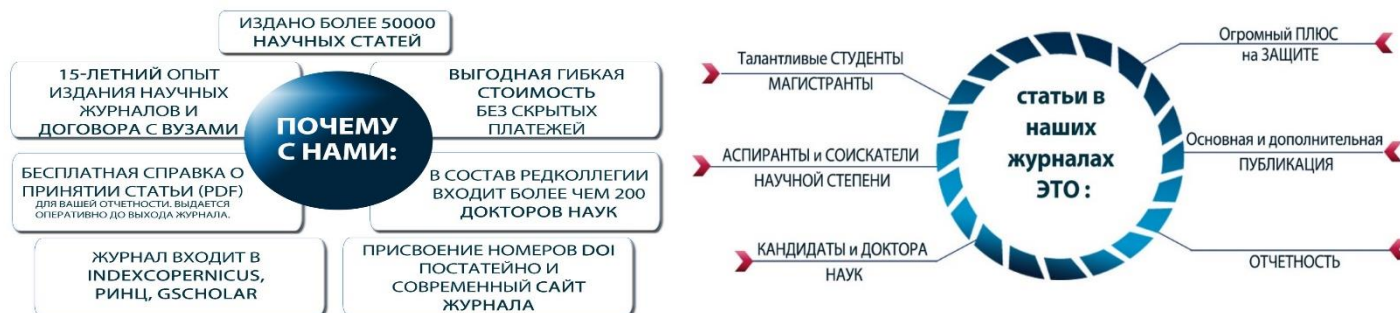 ИЗДАНО БОЛЕЕ 50000
НАУЧНЫХ СТАТЕЙ
15-ЛЕТНИЙ ОПЫТ
ИЗДАНИЯ НАУЧНЫХ
ЖУРНАЛОВ И
ДОГОВОРА С ВУЗАМИ
ПОЧЕМУ
С НАМИ:
ВЫГОДНАЯ ГИБКАЯ
СТОИМОСТЬ
БЕЗ СКРЫТЫХ
ПЛАТЕЖЕЙ
БЕСПЛАТНАЯ СПРАВКА О
ПРИНЯТИИ СТАТЬИ (PDF)
ДЛЯ ВАШЕЙ ОТЧЕТНОСТИ. ВЫДАЕТСЯ
ОПЕРАТИВНО ДО ВЫХОДА ЖУРНАЛА.
В СОСТАВ РЕДКОЛЛЕГИИ
ВХОДИТ БОЛЕЕ ЧЕМ 200
ДОКТОРОВ НАУК
ЖУРНАЛ ВХОДИТ В
INDEXCOPERNICUS,
РИНЦ, GSCHOLAR
ПРИСВОЕНИЕ НОМЕРОВ DOI
ПОСТАТЕЙНО И
СОВРЕМЕННЫЙ САЙТ
ЖУРНАЛА
Талантливые СТУДЕНТЫ
МАГИСТРАНТЫ
АСПИРАНТЫ и СОИСКАТЕЛИ
НАУЧНОЙ СТЕПЕНИ
КАНДИДАТЫ и ДОКТОРА
НАУК
статьи в
наших
журналах
ЭТО :
Огромный ПЛЮС
на ЗАЩИТЕ
Основная и дополнительная
ПУБЛИКАЦИЯ
ОТЧЕТНОСТЬ